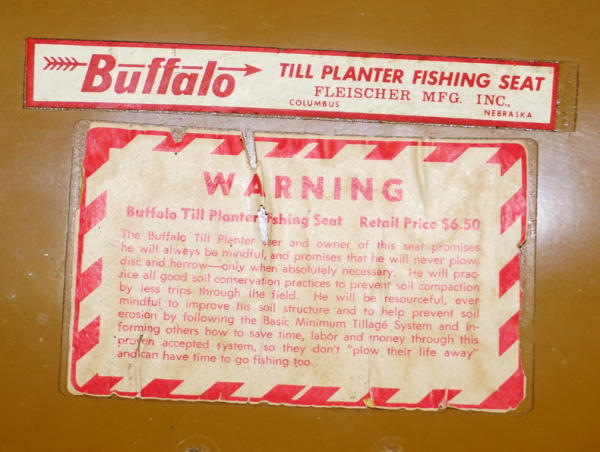 Buffalo
TILL PLANTER FISHING SEAT
FLEISCHER MFG. INC.,
COLUMBUS NEBRASKA
WARNING
Buffalo Till Planter shing Seat Retail Price $6.50
The Buffalo Till Planter and owner of this seat promises
he will always be mindful, and promises that he will never plow,
disc and herrow—only when absolutely necessary. He will prac-
tice all good soil conservation practices to prevent soil compaction
by less trips through the field. He will be resourceful, ever
mindful to improve his soil structure and to help prevent soil
erosion by following the Basic Minimum Tillage System and in-
forming others how to save time, labor and money through this
proven accepted system, so they don't "plow their life away"
and can have time to go fishing too.